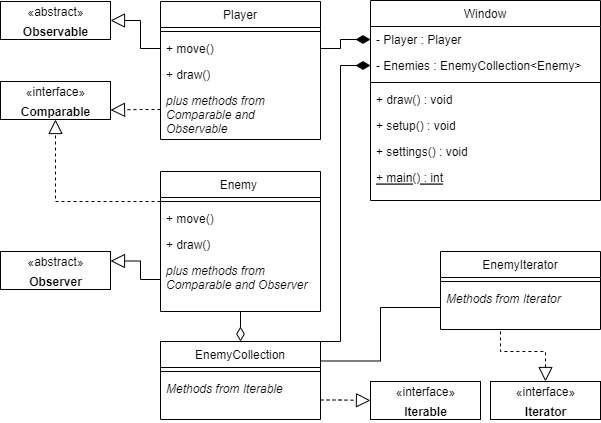 «abstract»
Observable
Player
+ move()
+ draw()
plus methods from
Comparable and
Observable
Window
- Player : Player
- Enemies : EnemyCollection<Enemy>
+ draw() : void
+ setup() : void
+ settings() : void
+ main() : int
«interface»
Comparable
Enemy
+ move()
+ draw()
plus methods from
Comparable and Observer
«abstract»
Observer
EnemyIterator
Methods from Iterator
EnemyCollection
Methods from Iterable
«interface»
Iterable
«interface»
Iterator